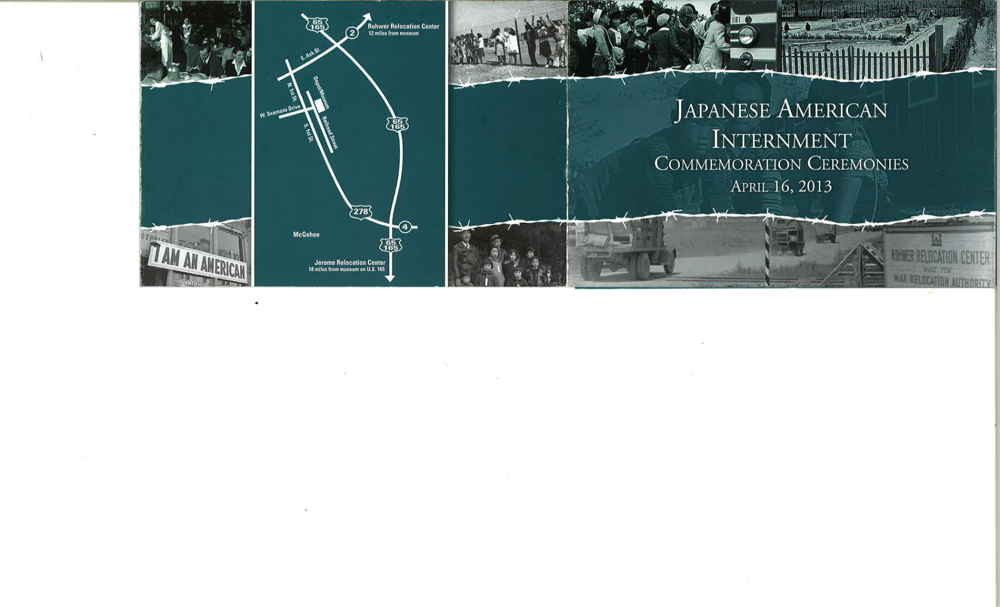 65
165
2
Rohwer Relocation Center
12 miles from museum
E. Ash St.
N. 1st St.
Depot/Museum
W. Seamans Drive
S. 1st St.
Railroad Street
65
165
278
4
McGehee
65
165
Jerome Relocation Center
18 miles from museum on U.S. 165
I AM AN AMERICAN
1181
JAPANESE AMERICAN
INTERNMENT
COMMEMORATION CEREMONIES
APRIL 16, 2013
ROHWER RELOCATION CENTER
BUILT FOR
WAR RELOCATION AUTHORITY